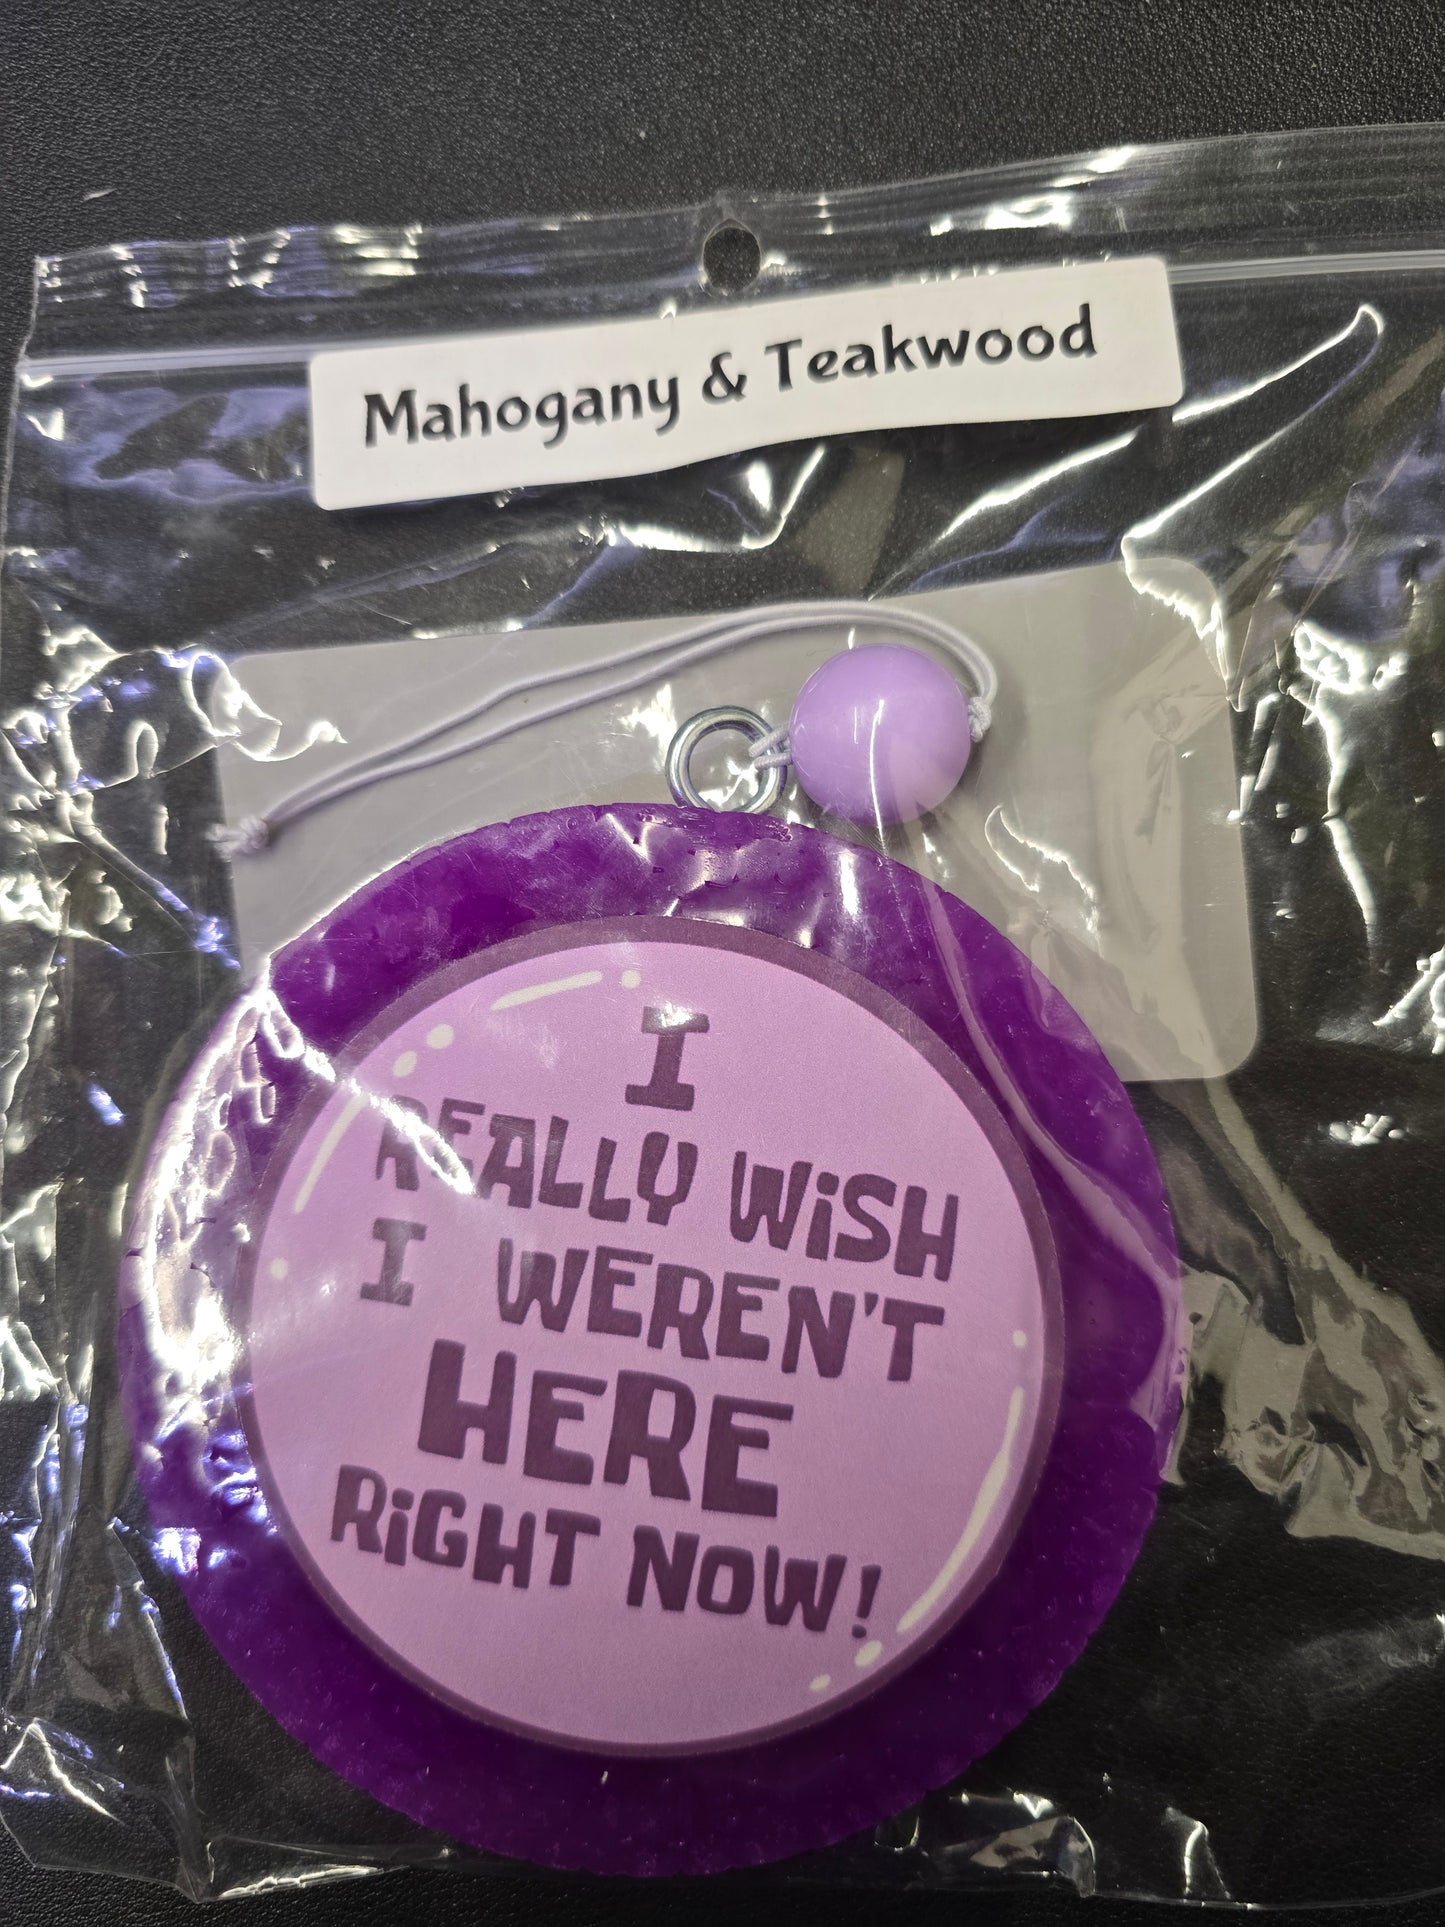 Mahogany & Teakwood
I
REALLY WiSH
I WEREN'T
HERE
RiGHT NOW!